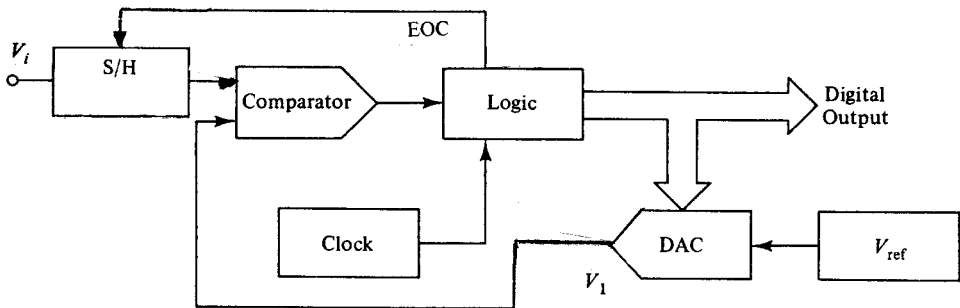 EOC
V_i
S/H
Comparator
Logic
Digital
Output
Clock
DAC
V_ref
V_1